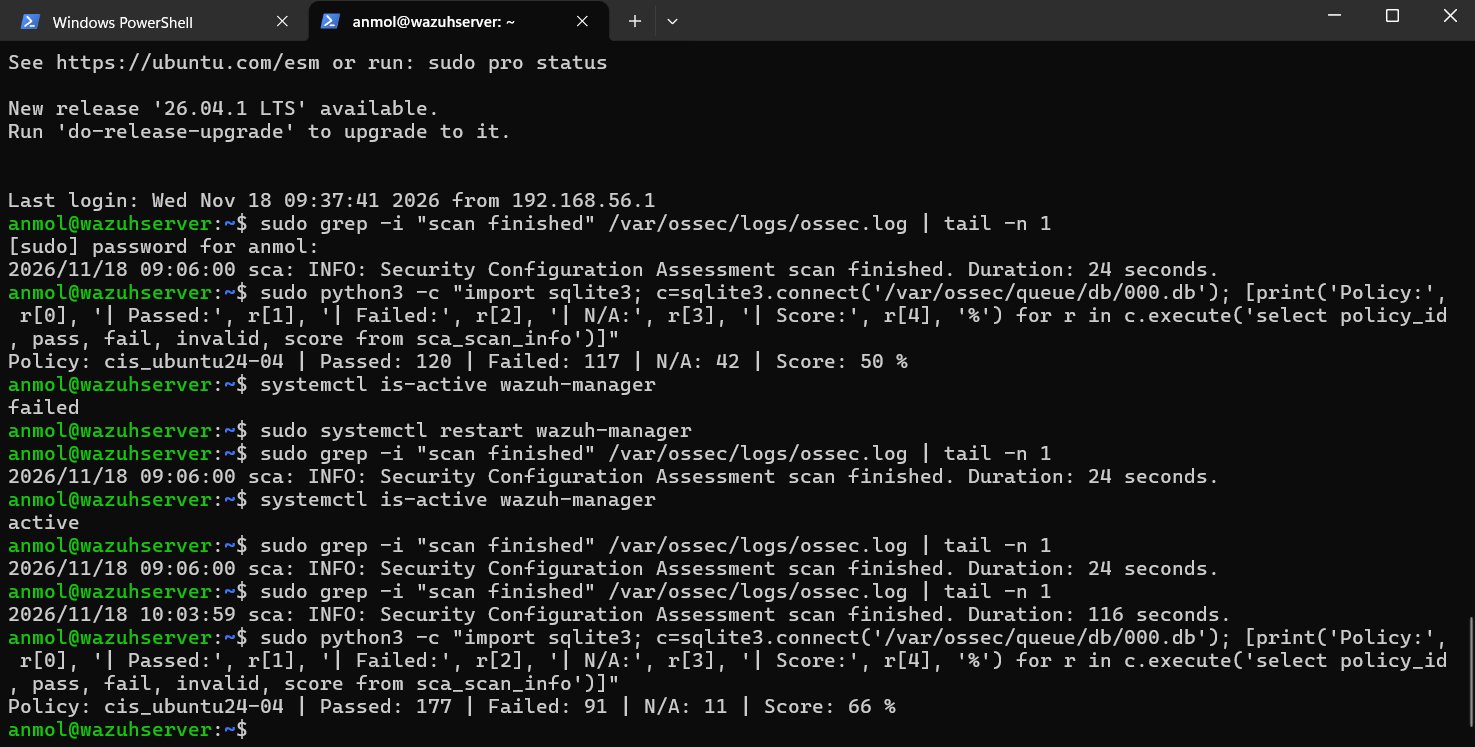 Windows PowerShell
anmol@wazuhserver: ~
See https://ubuntu.com/esm or run: sudo pro status
New release '26.04.1 LTS' available.
Run 'do-release-upgrade' to upgrade to it.
Last login: Wed Nov 18 09:37:41 2026 from 192.168.56.1
anmol@wazuhserver:~$ sudo grep -i "scan finished" /var/ossec/logs/ossec.log | tail -n 1
[sudo] password for anmol:
2026/11/18 09:06:00 sca: INFO: Security Configuration Assessment scan finished. Duration: 24 seconds.
anmol@wazuhserver:~$ sudo python3 -c "import sqlite3; c=sqlite3.connect('/var/ossec/queue/db/000.db'); [print('Policy:',
 r[0], '| Passed:', r[1], '| Failed:', r[2], '| N/A:', r[3], '| Score:', r[4], '%') for r in c.execute('select policy_id
, pass, fail, invalid, score from sca_scan_info')]"
Policy: cis_ubuntu24-04 | Passed: 120 | Failed: 117 | N/A: 42 | Score: 50 %
anmol@wazuhserver:~$ systemctl is-active wazuh-manager
failed
anmol@wazuhserver:~$ sudo systemctl restart wazuh-manager
anmol@wazuhserver:~$ sudo grep -i "scan finished" /var/ossec/logs/ossec.log | tail -n 1
2026/11/18 09:06:00 sca: INFO: Security Configuration Assessment scan finished. Duration: 24 seconds.
anmol@wazuhserver:~$ systemctl is-active wazuh-manager
active
anmol@wazuhserver:~$ sudo grep -i "scan finished" /var/ossec/logs/ossec.log | tail -n 1
2026/11/18 09:06:00 sca: INFO: Security Configuration Assessment scan finished. Duration: 24 seconds.
anmol@wazuhserver:~$ sudo grep -i "scan finished" /var/ossec/logs/ossec.log | tail -n 1
2026/11/18 10:03:59 sca: INFO: Security Configuration Assessment scan finished. Duration: 116 seconds.
anmol@wazuhserver:~$ sudo python3 -c "import sqlite3; c=sqlite3.connect('/var/ossec/queue/db/000.db'); [print('Policy:',
 r[0], '| Passed:', r[1], '| Failed:', r[2], '| N/A:', r[3], '| Score:', r[4], '%') for r in c.execute('select policy_id
, pass, fail, invalid, score from sca_scan_info')]"
Policy: cis_ubuntu24-04 | Passed: 177 | Failed: 91 | N/A: 11 | Score: 66 %
anmol@wazuhserver:~$